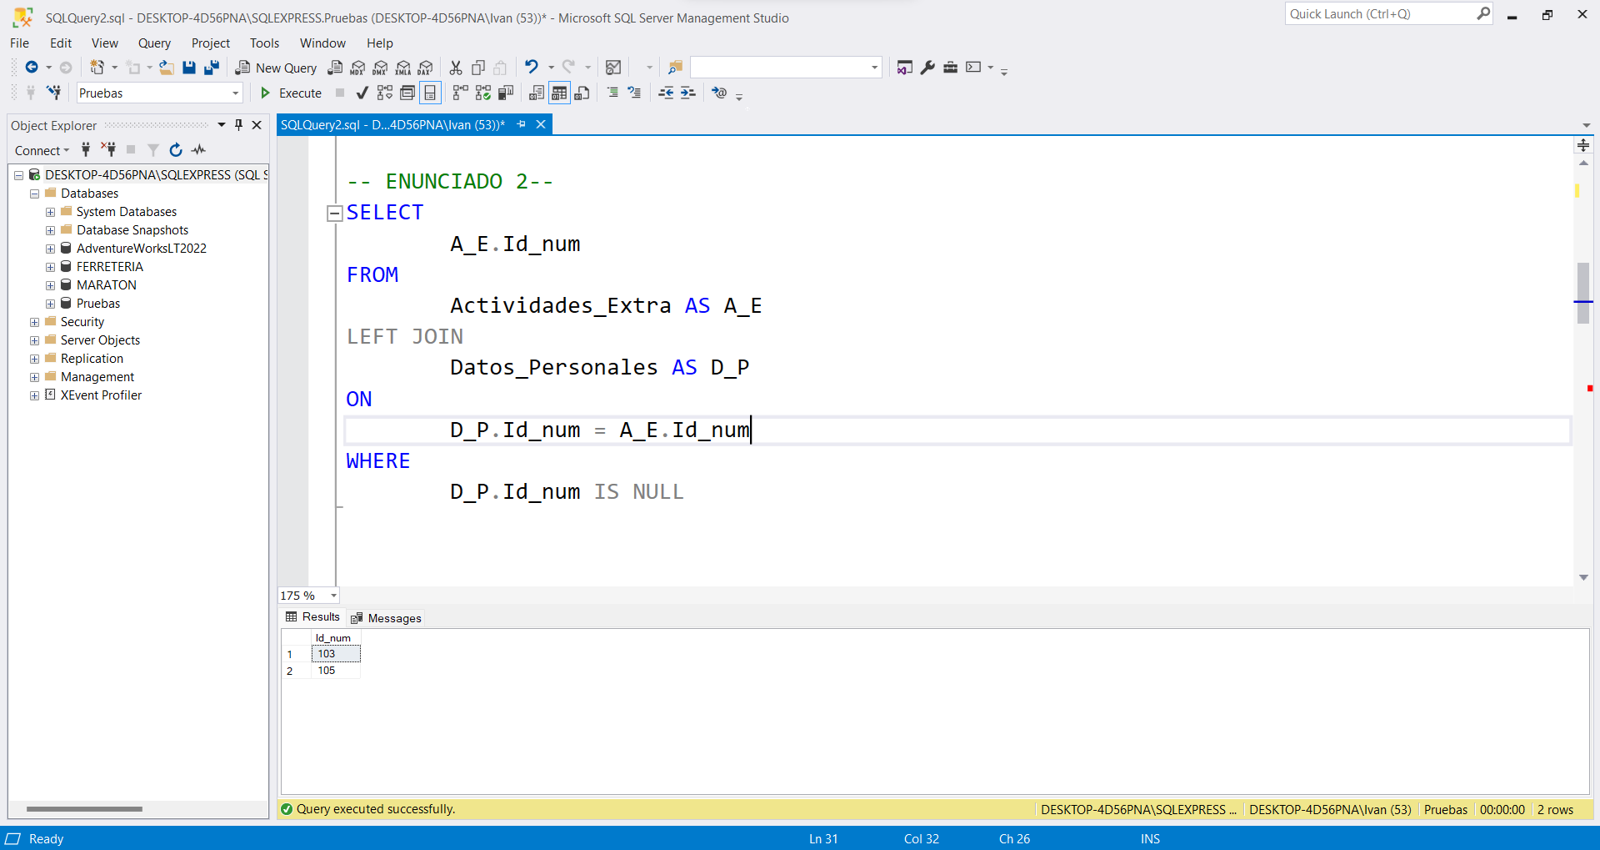 SQLQuery2.sql - DESKTOP-4D56PNA\SQLEXPRESS.Pruebas (DESKTOP-4D56PNA\Ivan (53))* - Microsoft SQL Server Management Studio
Quick Launch (Ctrl+Q)
File Edit View Query Project Tools Window Help
New Query MDX DMX XMLA DAX
Pruebas Execute
Object Explorer
SQLQuery2.sql - D...4D56PNA\Ivan (53))*
Connect
DESKTOP-4D56PNA\SQLEXPRESS (SQL S
Databases
System Databases
Database Snapshots
AdventureWorksLT2022
FERRETERIA
MARATON
Pruebas
Security
Server Objects
Replication
Management
XEvent Profiler
-- ENUNCIADO 2--
SELECT
A_E.Id_num
FROM
Actividades_Extra AS A_E
LEFT JOIN
Datos_Personales AS D_P
ON
D_P.Id_num = A_E.Id_num
WHERE
D_P.Id_num IS NULL
175 %
Results Messages
Id_num
1 103
2 105
Query executed successfully. DESKTOP-4D56PNA\SQLEXPRESS ... DESKTOP-4D56PNA\Ivan (53) Pruebas 00:00:00 2 rows
Ready Ln 31 Col 32 Ch 26 INS